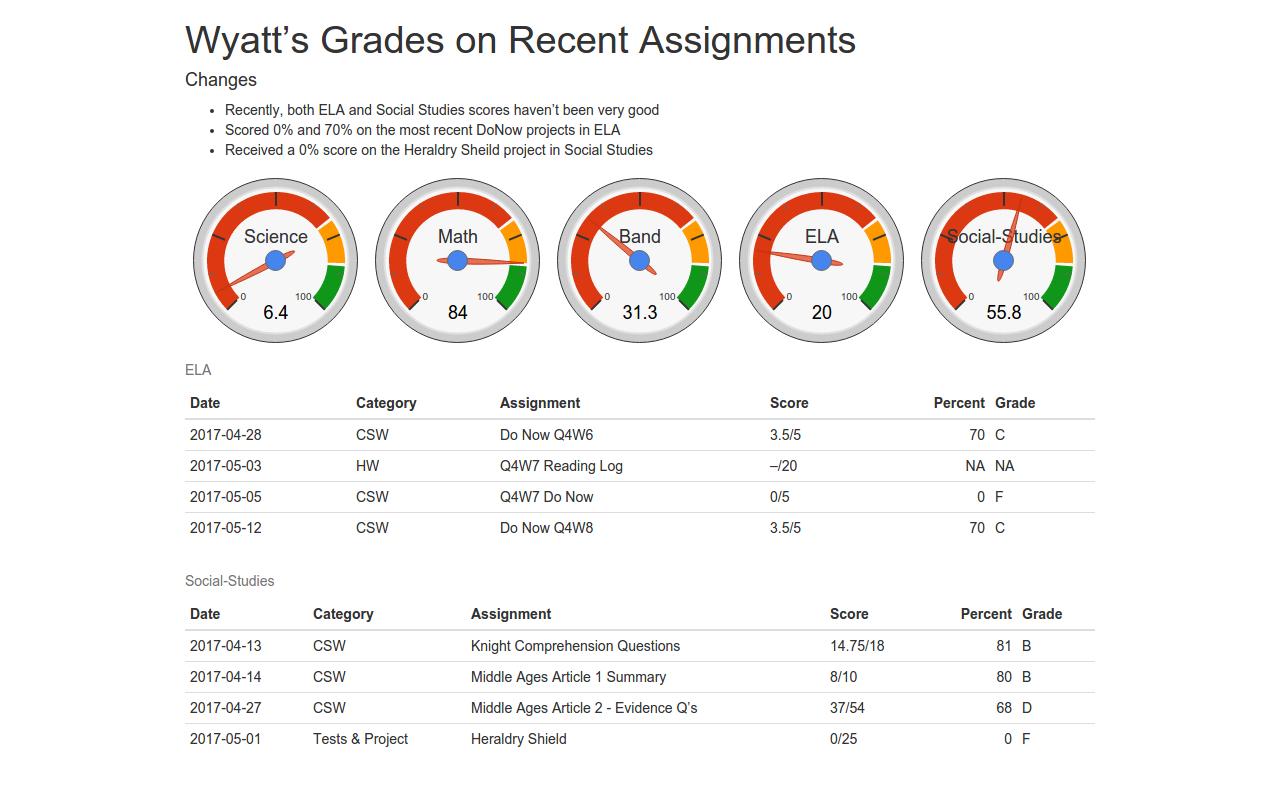 Wyatt’s Grades on Recent Assignments
Changes
• Recently, both ELA and Social Studies scores haven’t been very good
• Scored 0% and 70% on the most recent DoNow projects in ELA
• Received a 0% score on the Heraldry Sheild project in Social Studies
Science Math Band ELA Social-Studies
0 100 0 100 0 100 0 100 0 100
6.4 84 31.3 20 55.8
ELA
Date Category Assignment Score Percent Grade
2017-04-28 CSW Do Now Q4W6 3.5/5 70 C
2017-05-03 HW Q4W7 Reading Log –/20 NA NA
2017-05-05 CSW Q4W7 Do Now 0/5 0 F
2017-05-12 CSW Do Now Q4W8 3.5/5 70 C
Social-Studies
Date Category Assignment Score Percent Grade
2017-04-13 CSW Knight Comprehension Questions 14.75/18 81 B
2017-04-14 CSW Middle Ages Article 1 Summary 8/10 80 B
2017-04-27 CSW Middle Ages Article 2 - Evidence Q’s 37/54 68 D
2017-05-01 Tests & Project Heraldry Shield 0/25 0 F